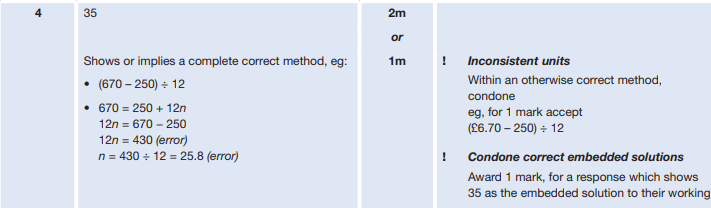 4 35 2m
or
Shows or implies a complete correct method, eg: 1m ! Inconsistent units
• (670 – 250) ÷ 12
Within an otherwise correct method,
condone
• 670 = 250 + 12n
eg, for 1 mark accept
12n = 670 – 250
(£6.70 – 250) ÷ 12
12n = 430 (error)
n = 430 ÷ 12 = 25.8 (error)
! Condone correct embedded solutions
Award 1 mark, for a response which shows
35 as the embedded solution to their working